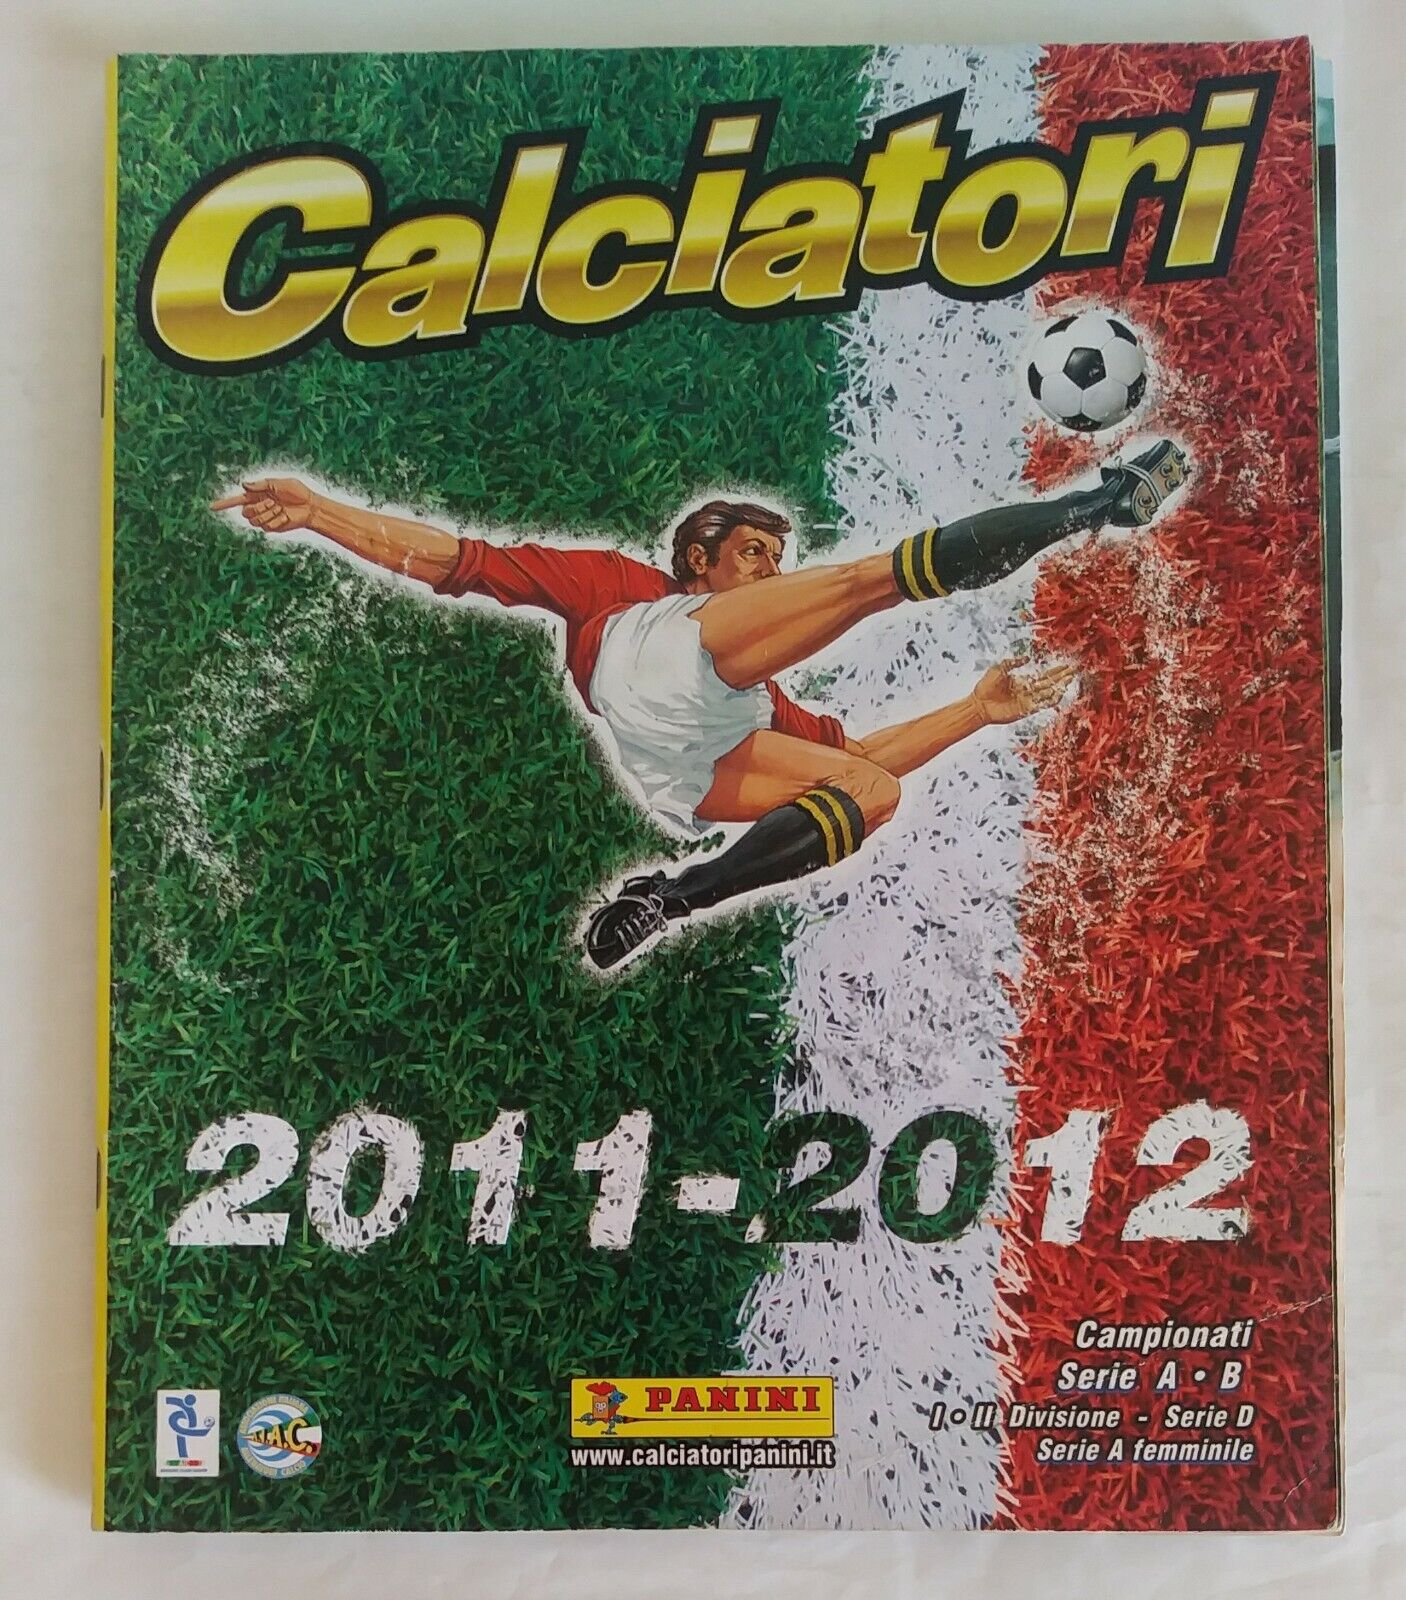 Calciatori
2011-2012
Campionati
Serie A • B
I • II Divisione - Serie D
Serie A femminile
PANINI
www.calciatoripanini.it
A.I.A.C.